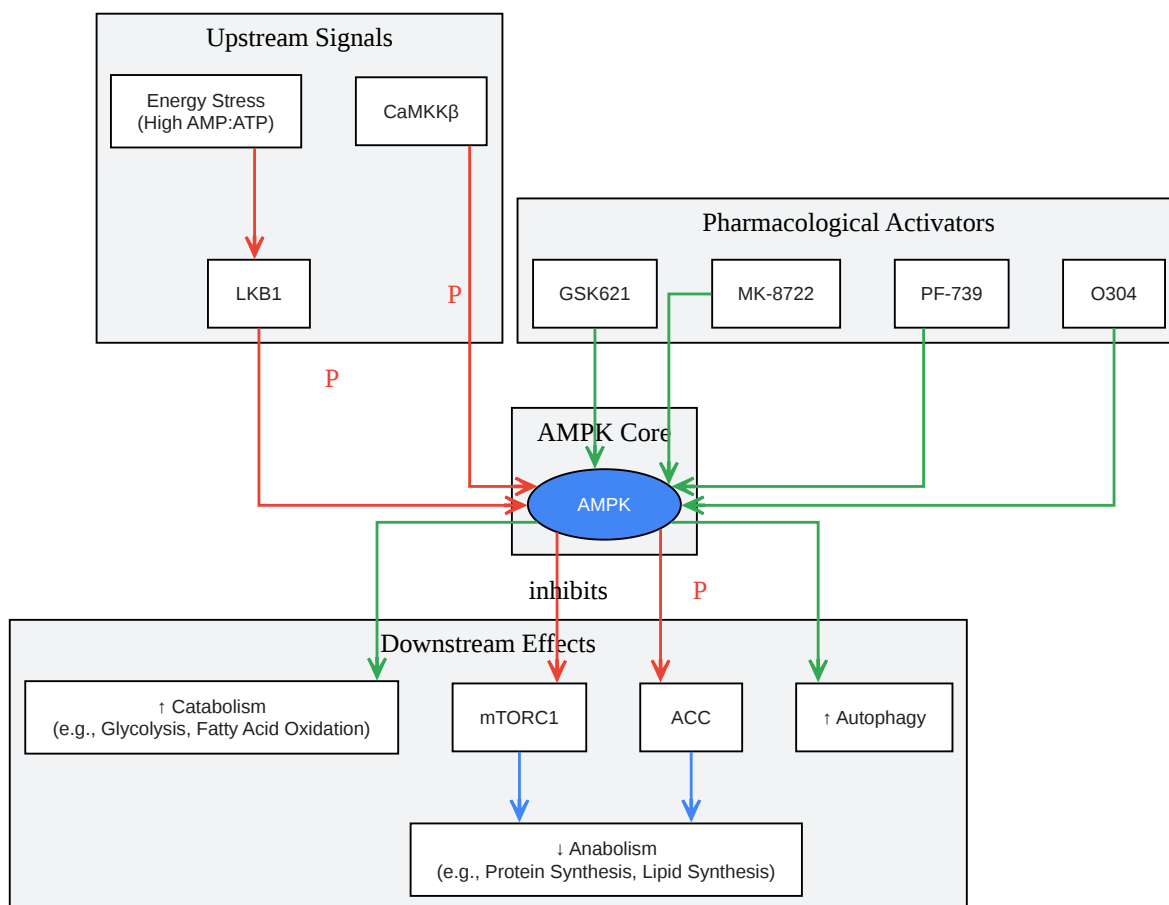 Upstream Signals
Energy Stress
(High AMP:ATP)
CaMKKβ
Pharmacological Activators
LKB1
P
GSK621
MK-8722
PF-739
O304
P
AMPK Core
AMPK
inhibits
P
Downstream Effects
↑ Catabolism
(e.g., Glycolysis, Fatty Acid Oxidation)
mTORC1
ACC
↑ Autophagy
↓ Anabolism
(e.g., Protein Synthesis, Lipid Synthesis)